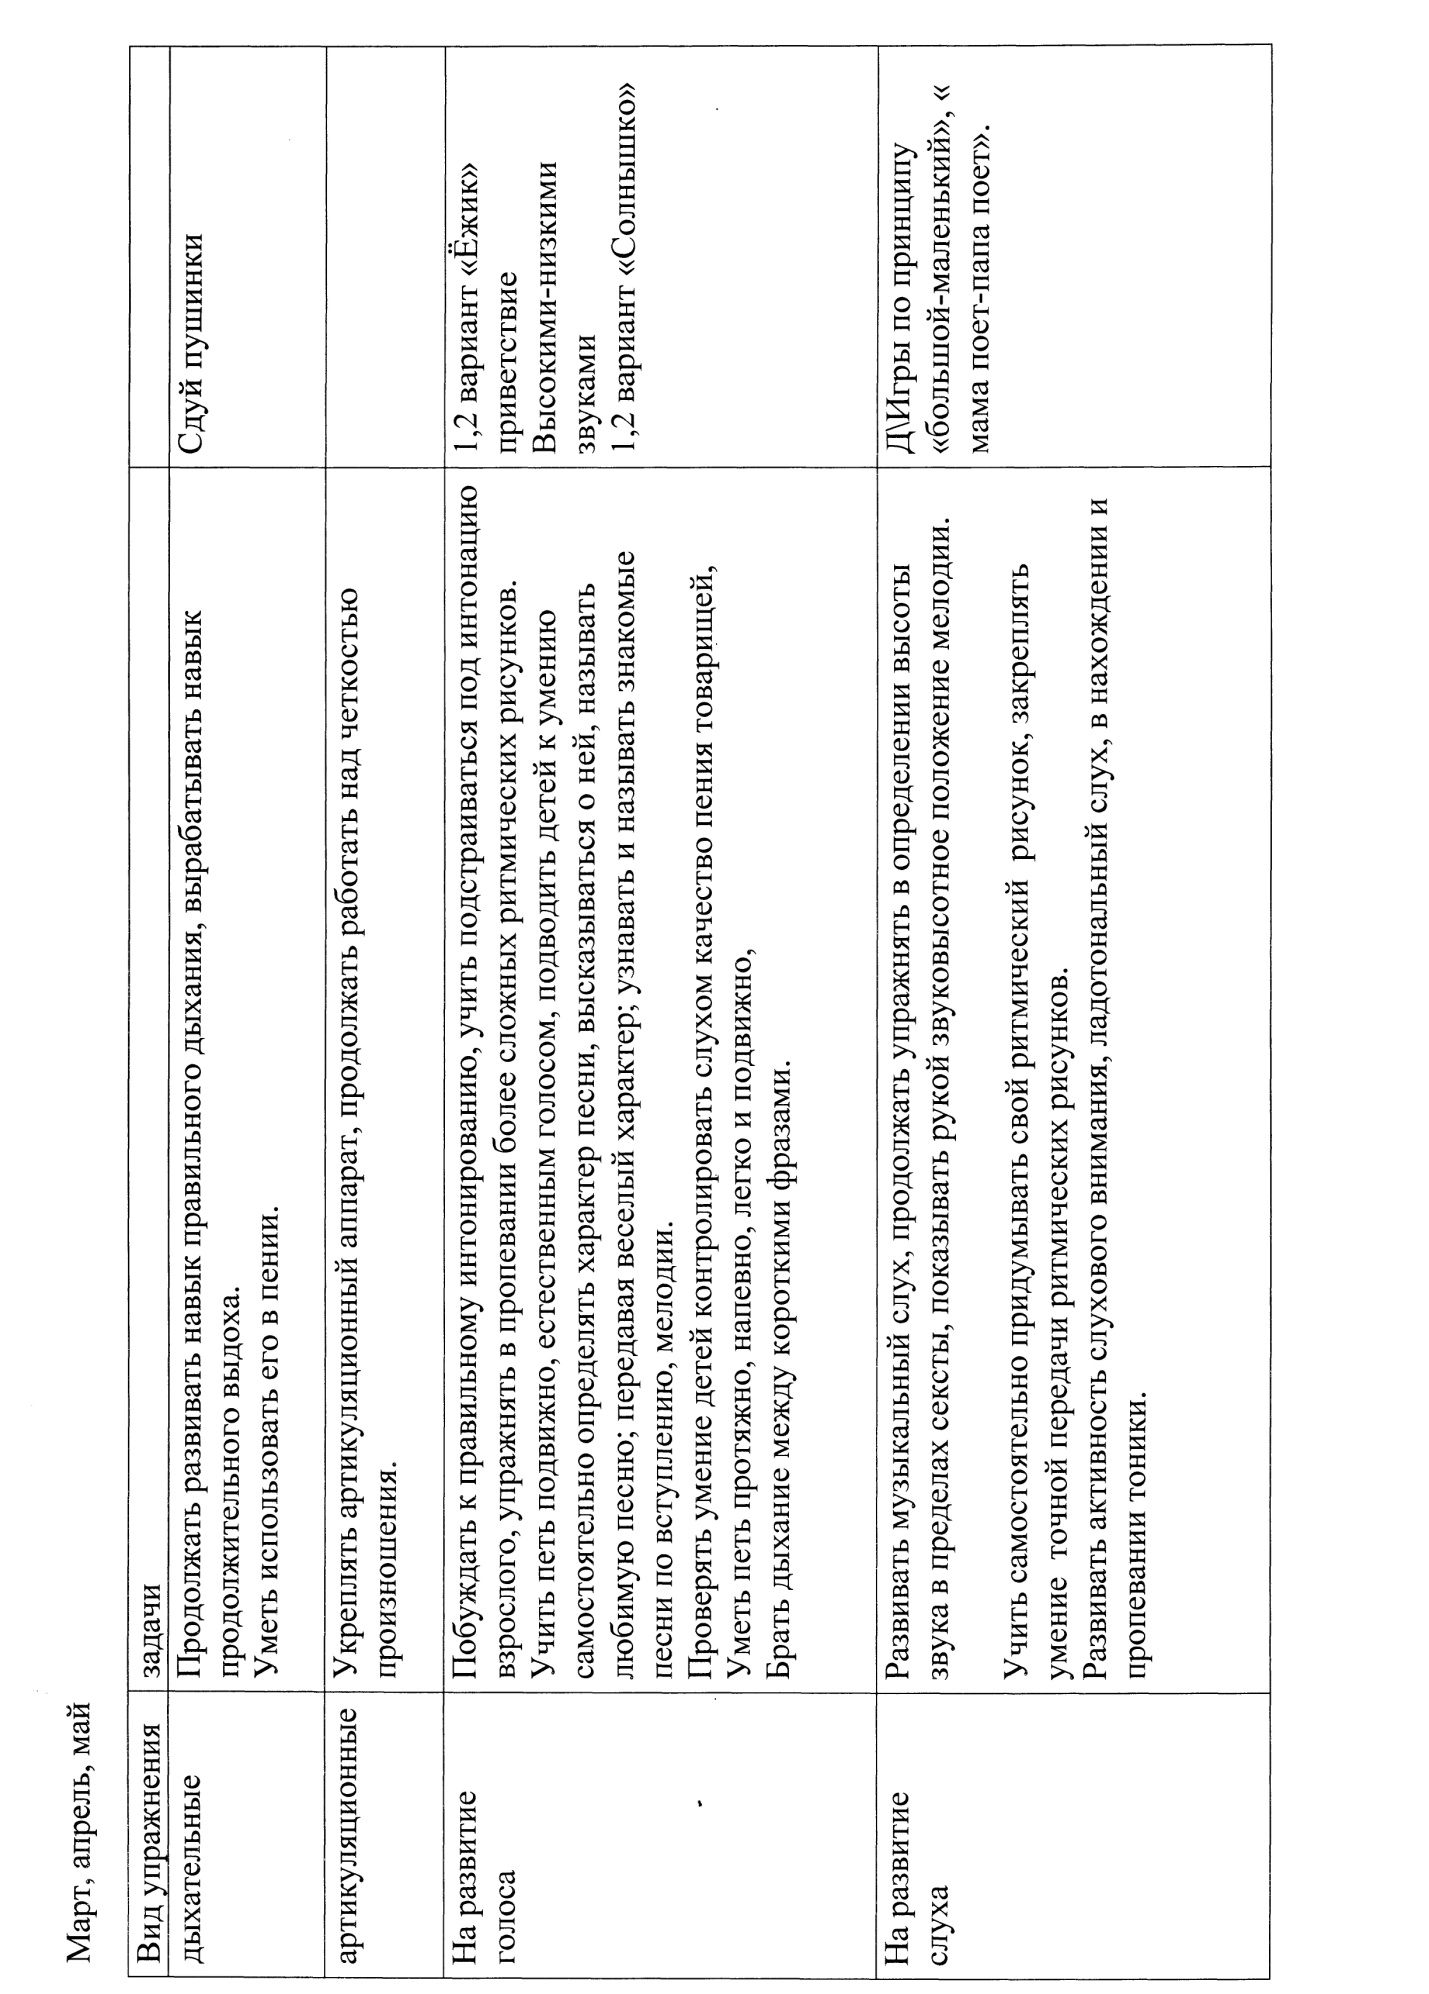 Март, апрель, май
Вид упражнения
задачи
дыхательные
Продолжать развивать навык правильного дыхания, вырабатывать навык
продолжительного выдоха.
Уметь использовать его в пении.
Сдуй пушинки
артикуляционные
Укреплять артикуляционный аппарат, продолжать работать над четкостью
произношения.
На развитие
голоса
Побуждать к правильному интонированию, учить подстраиваться под интонацию
взрослого, упражнять в пропевании более сложных ритмических рисунков.
Учить петь подвижно, естественным голосом, подводить детей к умению
самостоятельно определять характер песни, высказываться о ней, называть
любимую песню; передавая веселый характер; узнавать и называть знакомые
песни по вступлению, мелодии.
Проверять умение детей контролировать слухом качество пения товарищей,
Уметь петь протяжно, напевно, легко и подвижно,
Брать дыхание между короткими фразами.
1,2 вариант «Ёжик»
приветствие
Высокими-низкими
звуками
1,2 вариант «Солнышко»
На развитие
слуха
Развивать музыкальный слух, продолжать упражнять в определении высоты
звука в пределах сексты, показывать рукой звуковысотное положение мелодии.
Учить самостоятельно придумывать свой ритмический рисунок, закреплять
умение точной передачи ритмических рисунков.
Развивать активность слухового внимания, ладотональный слух, в нахождении и
пропевании тоники.
Д\Игры по принципу
«большой-маленький», «
мама поет-папа поет».